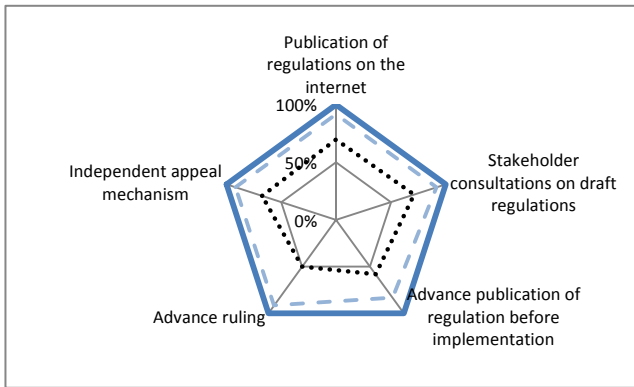 Publication of
regulations on the
internet
100%
50%
0%
Stakeholder
consultations on draft
regulations
Advance publication of
regulation before
implementation
Advance ruling
Independent appeal
mechanism